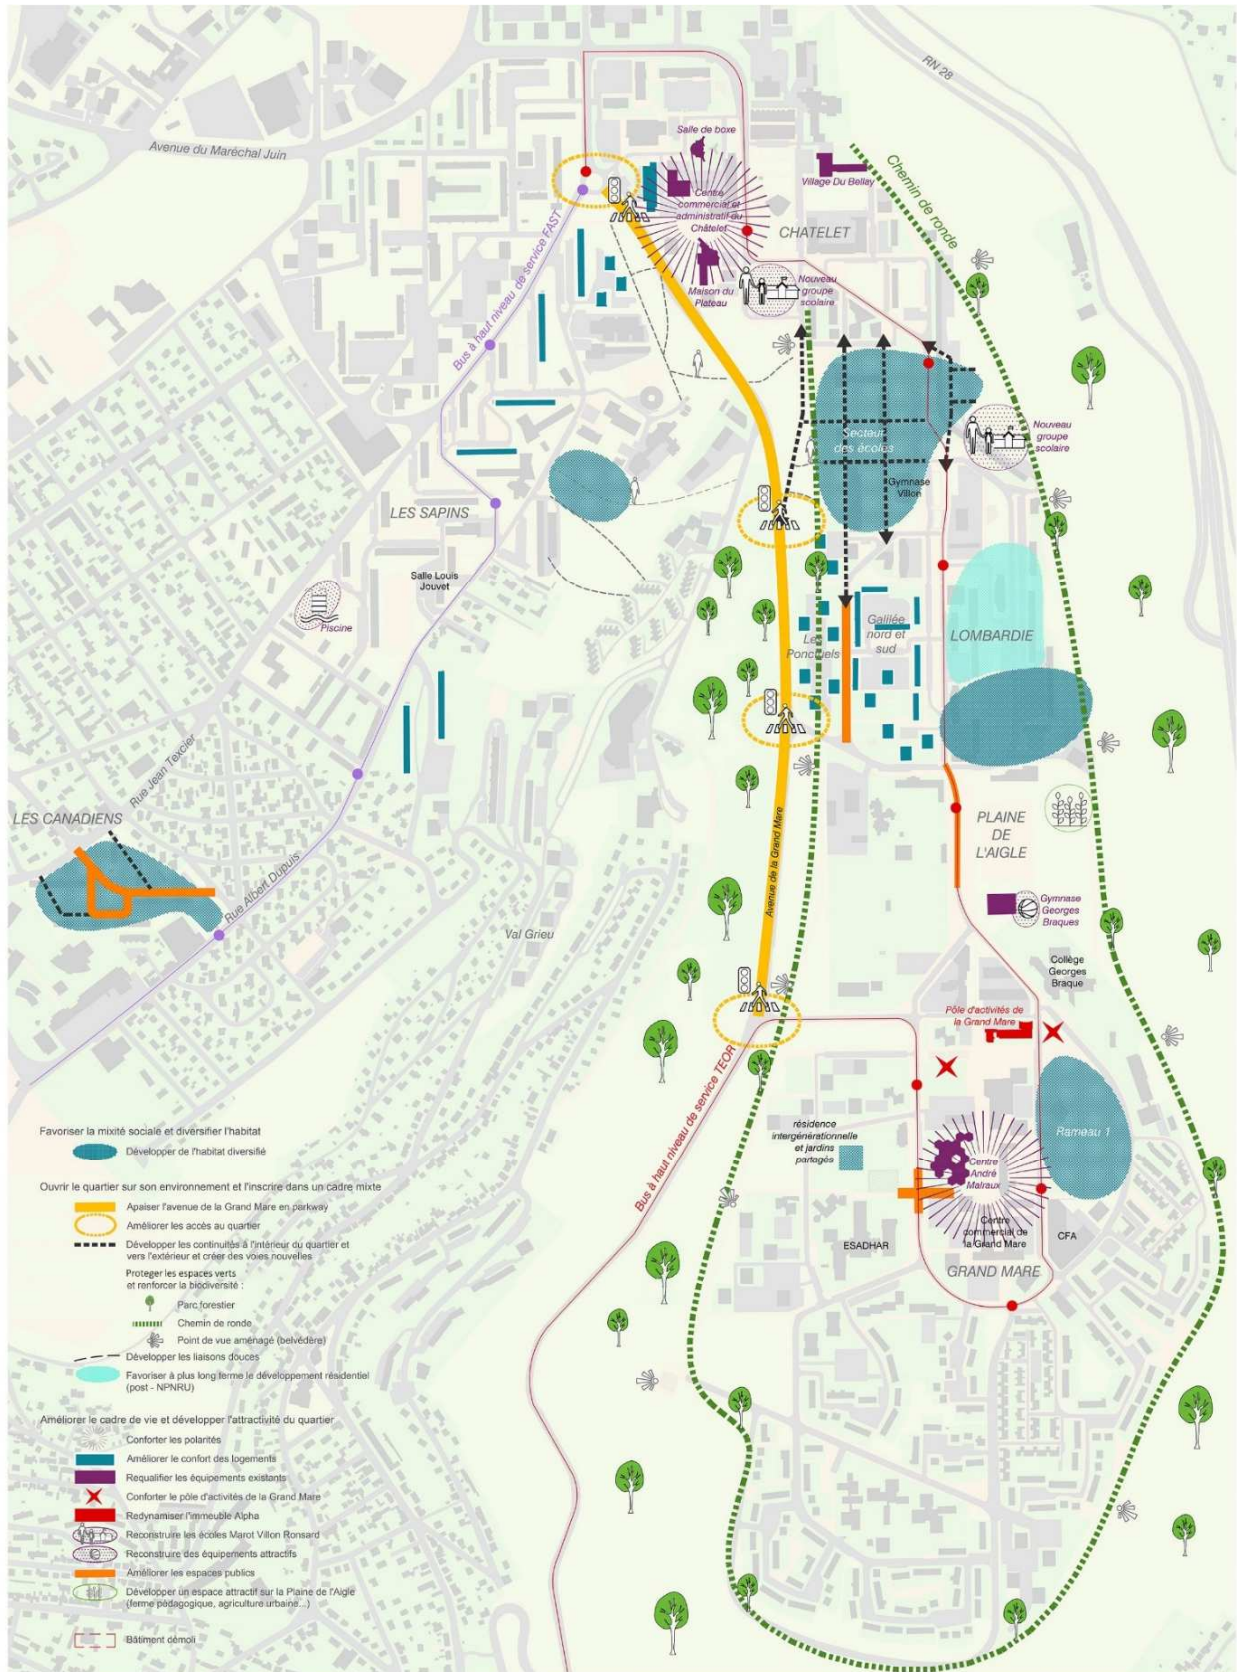 RN 28
Avenue du Maréchal Juin
Salle de boxe
Chemin de ronde
Village Du Bellay
Centre
commercial et
administratif du
Châtelet
Bus à haut niveau de service FAST
CHATELET
Maison du
Plateau
Nouveau
groupe
scolaire
Nouveau
groupe
scolaire
Secteur
des écoles
Gymnase
Villon
LES SAPINS
Salle Louis
Jouvet
Piscine
Galilée
nord et
sud
Les
Ponctuels
LOMBARDIE
Rue Jean Texcier
LES CANADIENS
Avenue de la Grand Mare
PLAINE
DE
L'AIGLE
Rue Albert Dupuis
Gymnase
Georges
Braques
Val Grieu
Collège
Georges
Braque
Pôle d'activités de
la Grand Mare
Bus à haut niveau de service TEOR
résidence
intergénérationnelle
et jardins
partagés
Rameau 1
Centre
André
Malraux
Centre
commercial de
la Grand Mare
CFA
ESADHAR
GRAND MARE
Favoriser la mixité sociale et diversifier l'habitat
Développer de l'habitat diversifié
Ouvrir le quartier sur son environnement et l'inscrire dans un cadre mixte
Apaiser l'avenue de la Grand Mare en parkway
Améliorer les accès au quartier
Développer les continuités à l'intérieur du quartier et
vers l'extérieur et créer des voies nouvelles
Proteger les espaces verts
et renforcer la biodiversité :
Parc forestier
Chemin de ronde
Point de vue aménagé (belvédère)
Développer les liaisons douces
Favoriser à plus long terme le développement résidentiel
(post - NPNRU)
Améliorer le cadre de vie et développer l'attractivité du quartier
Conforter les polarités
Améliorer le confort des logements
Requalifier les équipements existants
Conforter le pôle d'activités de la Grand Mare
Redynamiser l'immeuble Alpha
Reconstruire les écoles Marot Villon Ronsard
Reconstruire des équipements attractifs
Améliorer les espaces publics
Développer un espace attractif sur la Plaine de l'Aigle
(ferme pédagogique, agriculture urbaine...)
Bâtiment démoli